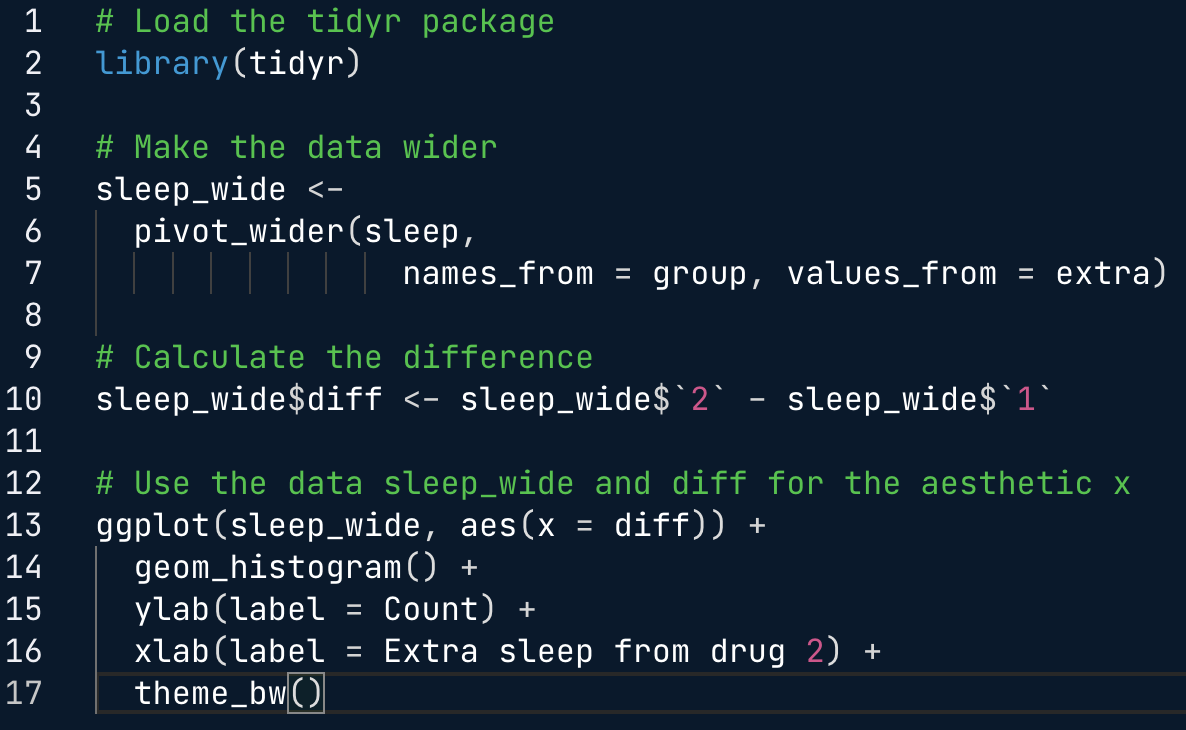 1 # Load the tidyr package
2 library(tidyr)
3
4 # Make the data wider
5 sleep_wide <-
6 pivot_wider(sleep,
7 names_from = group, values_from = extra)
8
9 # Calculate the difference
10 sleep_wide$diff <- sleep_wide$`2` - sleep_wide$`1`
11
12 # Use the data sleep_wide and diff for the aesthetic x
13 ggplot(sleep_wide, aes(x = diff)) +
14 geom_histogram() +
15 ylab(label = Count) +
16 xlab(label = Extra sleep from drug 2) +
17 theme_bw()